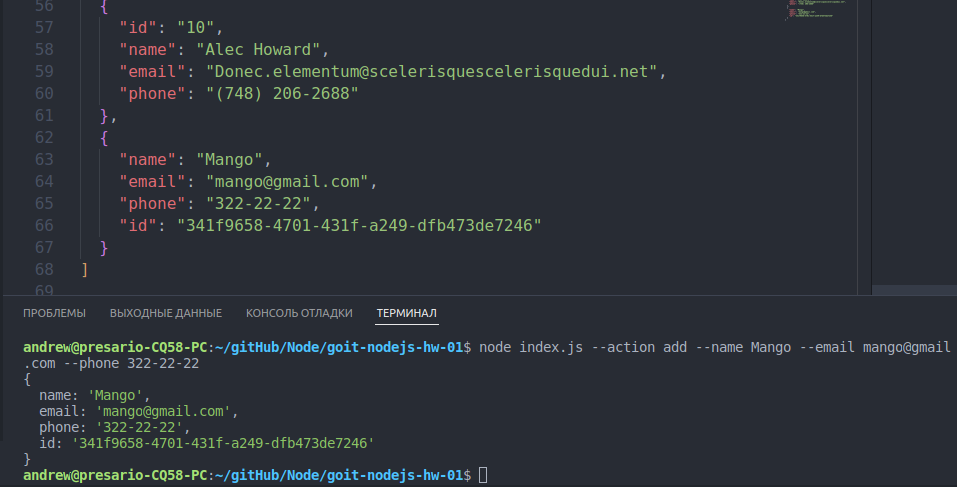 56 {
57 "id": "10",
58 "name": "Alec Howard",
59 "email": "Donec.elementum@scelerisquescelerisquedui.net",
60 "phone": "(748) 206-2688"
61 },
62 {
63 "name": "Mango",
64 "email": "mango@gmail.com",
65 "phone": "322-22-22",
66 "id": "341f9658-4701-431f-a249-dfb473de7246"
67 }
68 ]
69
ПРОБЛЕМЫ ВЫХОДНЫЕ ДАННЫЕ КОНСОЛЬ ОТЛАДКИ ТЕРМИНАЛ
andrew@presario-CQ58-PC:~/gitHub/Node/goit-nodejs-hw-01$ node index.js --action add --name Mango --email mango@gmail
.com --phone 322-22-22
{
name: 'Mango',
email: 'mango@gmail.com',
phone: '322-22-22',
id: '341f9658-4701-431f-a249-dfb473de7246'
}
andrew@presario-CQ58-PC:~/gitHub/Node/goit-nodejs-hw-01$